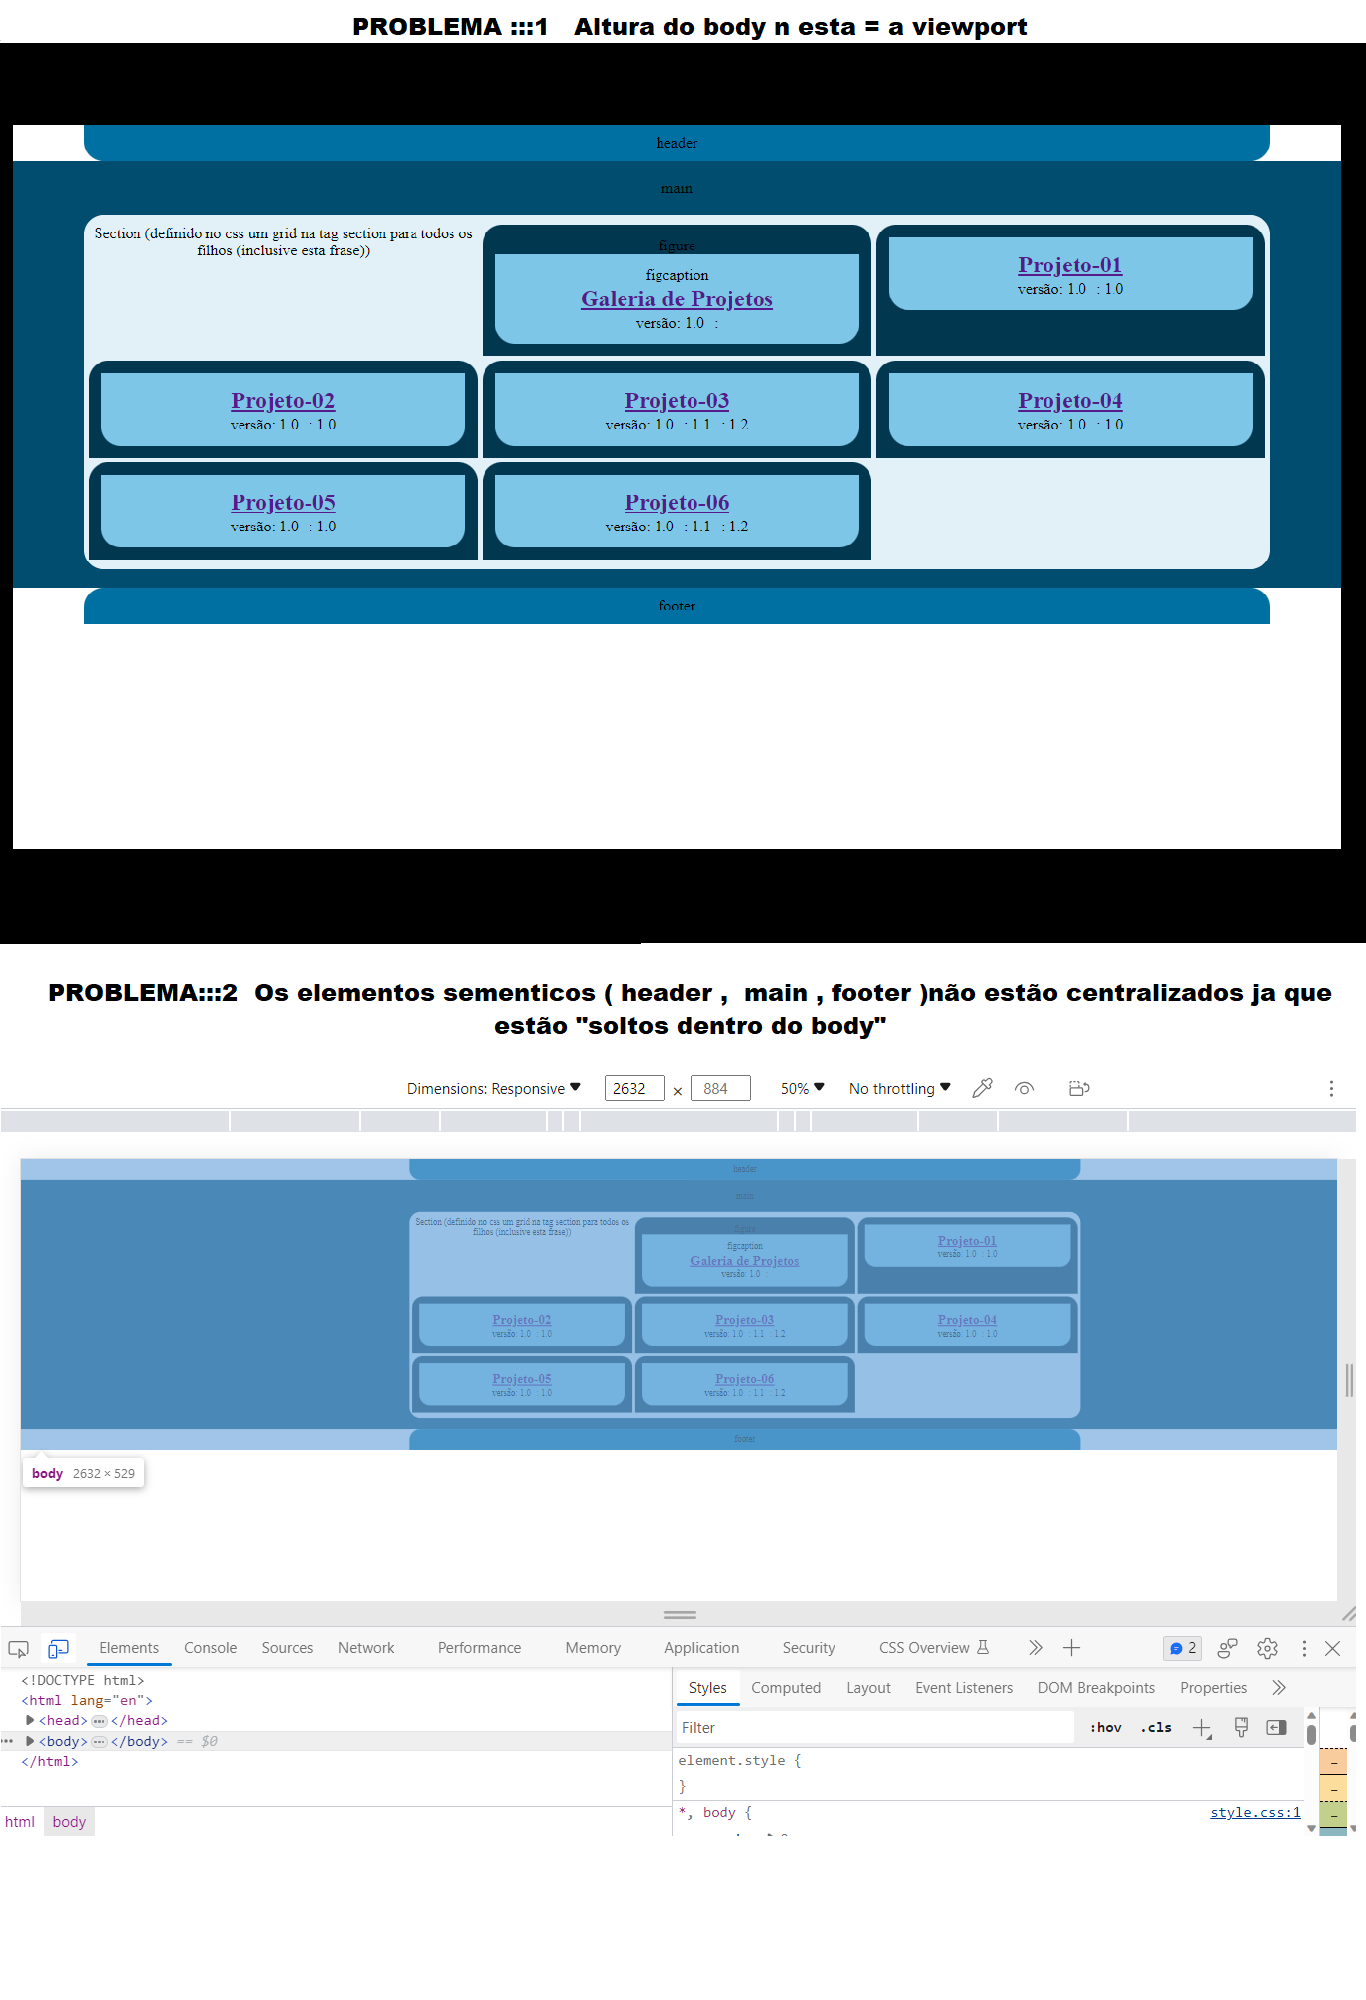 PROBLEMA :::1 Altura do body n esta = a viewport
header
main
Section (definido no css um grid na tag section para todos os
filhos (inclusive esta frase))
figure
figcaption
Galeria de Projetos
versão: 1.0 :
Projeto-01
versão: 1.0 : 1.0
Projeto-02
versão: 1.0 : 1.0
Projeto-03
versão: 1.0 : 1.1 : 1.2
Projeto-04
versão: 1.0 : 1.0
Projeto-05
versão: 1.0 : 1.0
Projeto-06
versão: 1.0 : 1.1 : 1.2
footer
PROBLEMA:::2 Os elementos sementicos ( header , main , footer )não estão centralizados ja que
estão "soltos dentro do body"
Dimensions: Responsive 2632 × 884 50% No throttling
header
main
Section (definido no css um grid na tag section para todos os
filhos (inclusive esta frase))
figure
figcaption
Galeria de Projetos
versão: 1.0 :
Projeto-01
versão: 1.0 : 1.0
Projeto-02
versão: 1.0 : 1.0
Projeto-03
versão: 1.0 : 1.1 : 1.2
Projeto-04
versão: 1.0 : 1.0
Projeto-05
versão: 1.0 : 1.0
Projeto-06
versão: 1.0 : 1.1 : 1.2
footer
body 2632 × 529
Elements Console Sources Network Performance Memory Application Security CSS Overview 2
<!DOCTYPE html>
<html lang="en">
<head> ••• </head>
••• <body> ••• </body> == $0
</html>
html body
Styles Computed Layout Event Listeners DOM Breakpoints Properties
Filter :hov .cls
element.style {
}
*, body { style.css:1